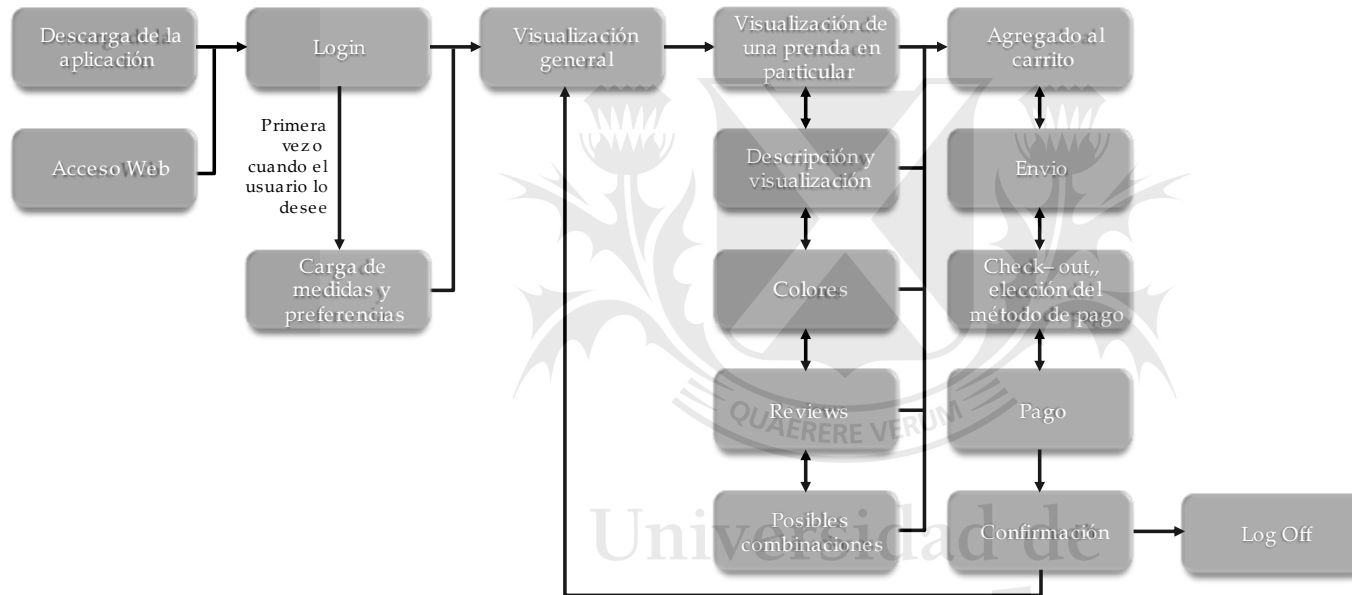 Descarga de la
aplicación
Login
Visualización
general
Visualización de
una prenda en
particular
Agregado al
carrito
Primera
vez o
cuando el
usuario lo
desee
Acceso Web
Descripción y
visualización
Envio
Carga de
medidas y
preferencias
Colores
Check– out,,
elección del
método de pago
Reviews
Pago
QUAERERE VERUM
Posibles
combinaciones
Confirmación
Log Off
Universidad de